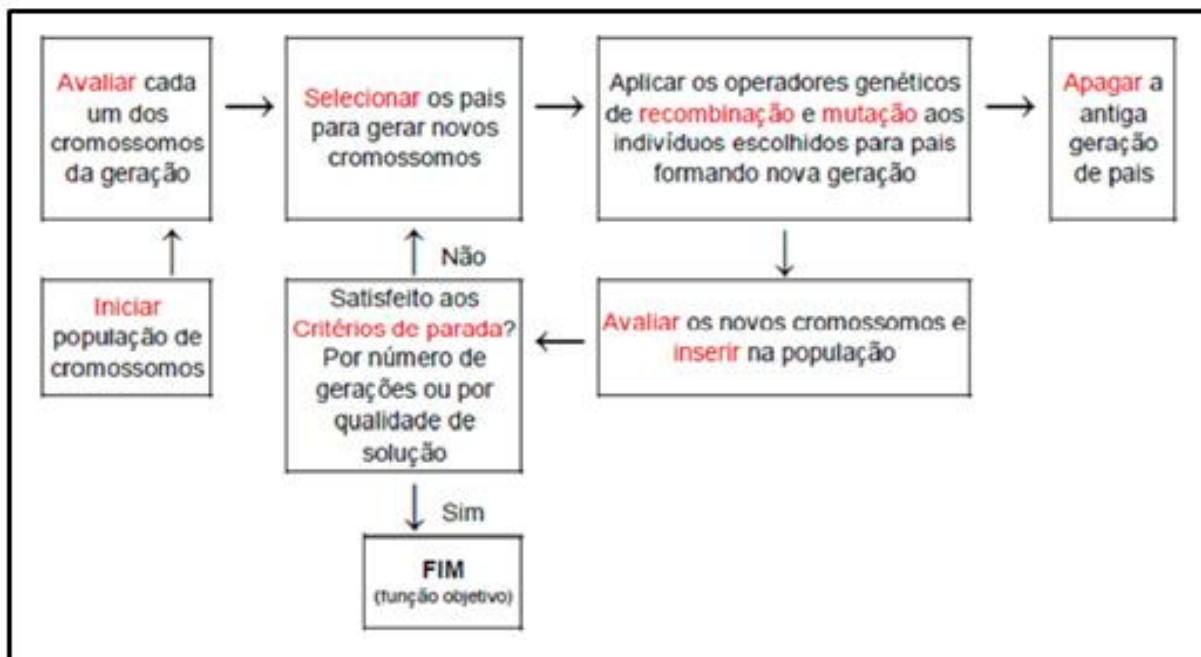 Avaliar cada
um dos
cromossomos
da geração
Selecionar os pais
para gerar novos
cromossomos
Aplicar os operadores genéticos
de recombinação e mutação aos
indivíduos escolhidos para pais
formando nova geração
Apagar a
antiga
geração
de pais
Não
Iniciar
população de
cromossomos
Satisfeito aos
Critérios de parada?
Por número de
gerações ou por
qualidade de
solução
Avaliar os novos cromossomos e
inserir na população
Sim
FIM
(função objetivo)